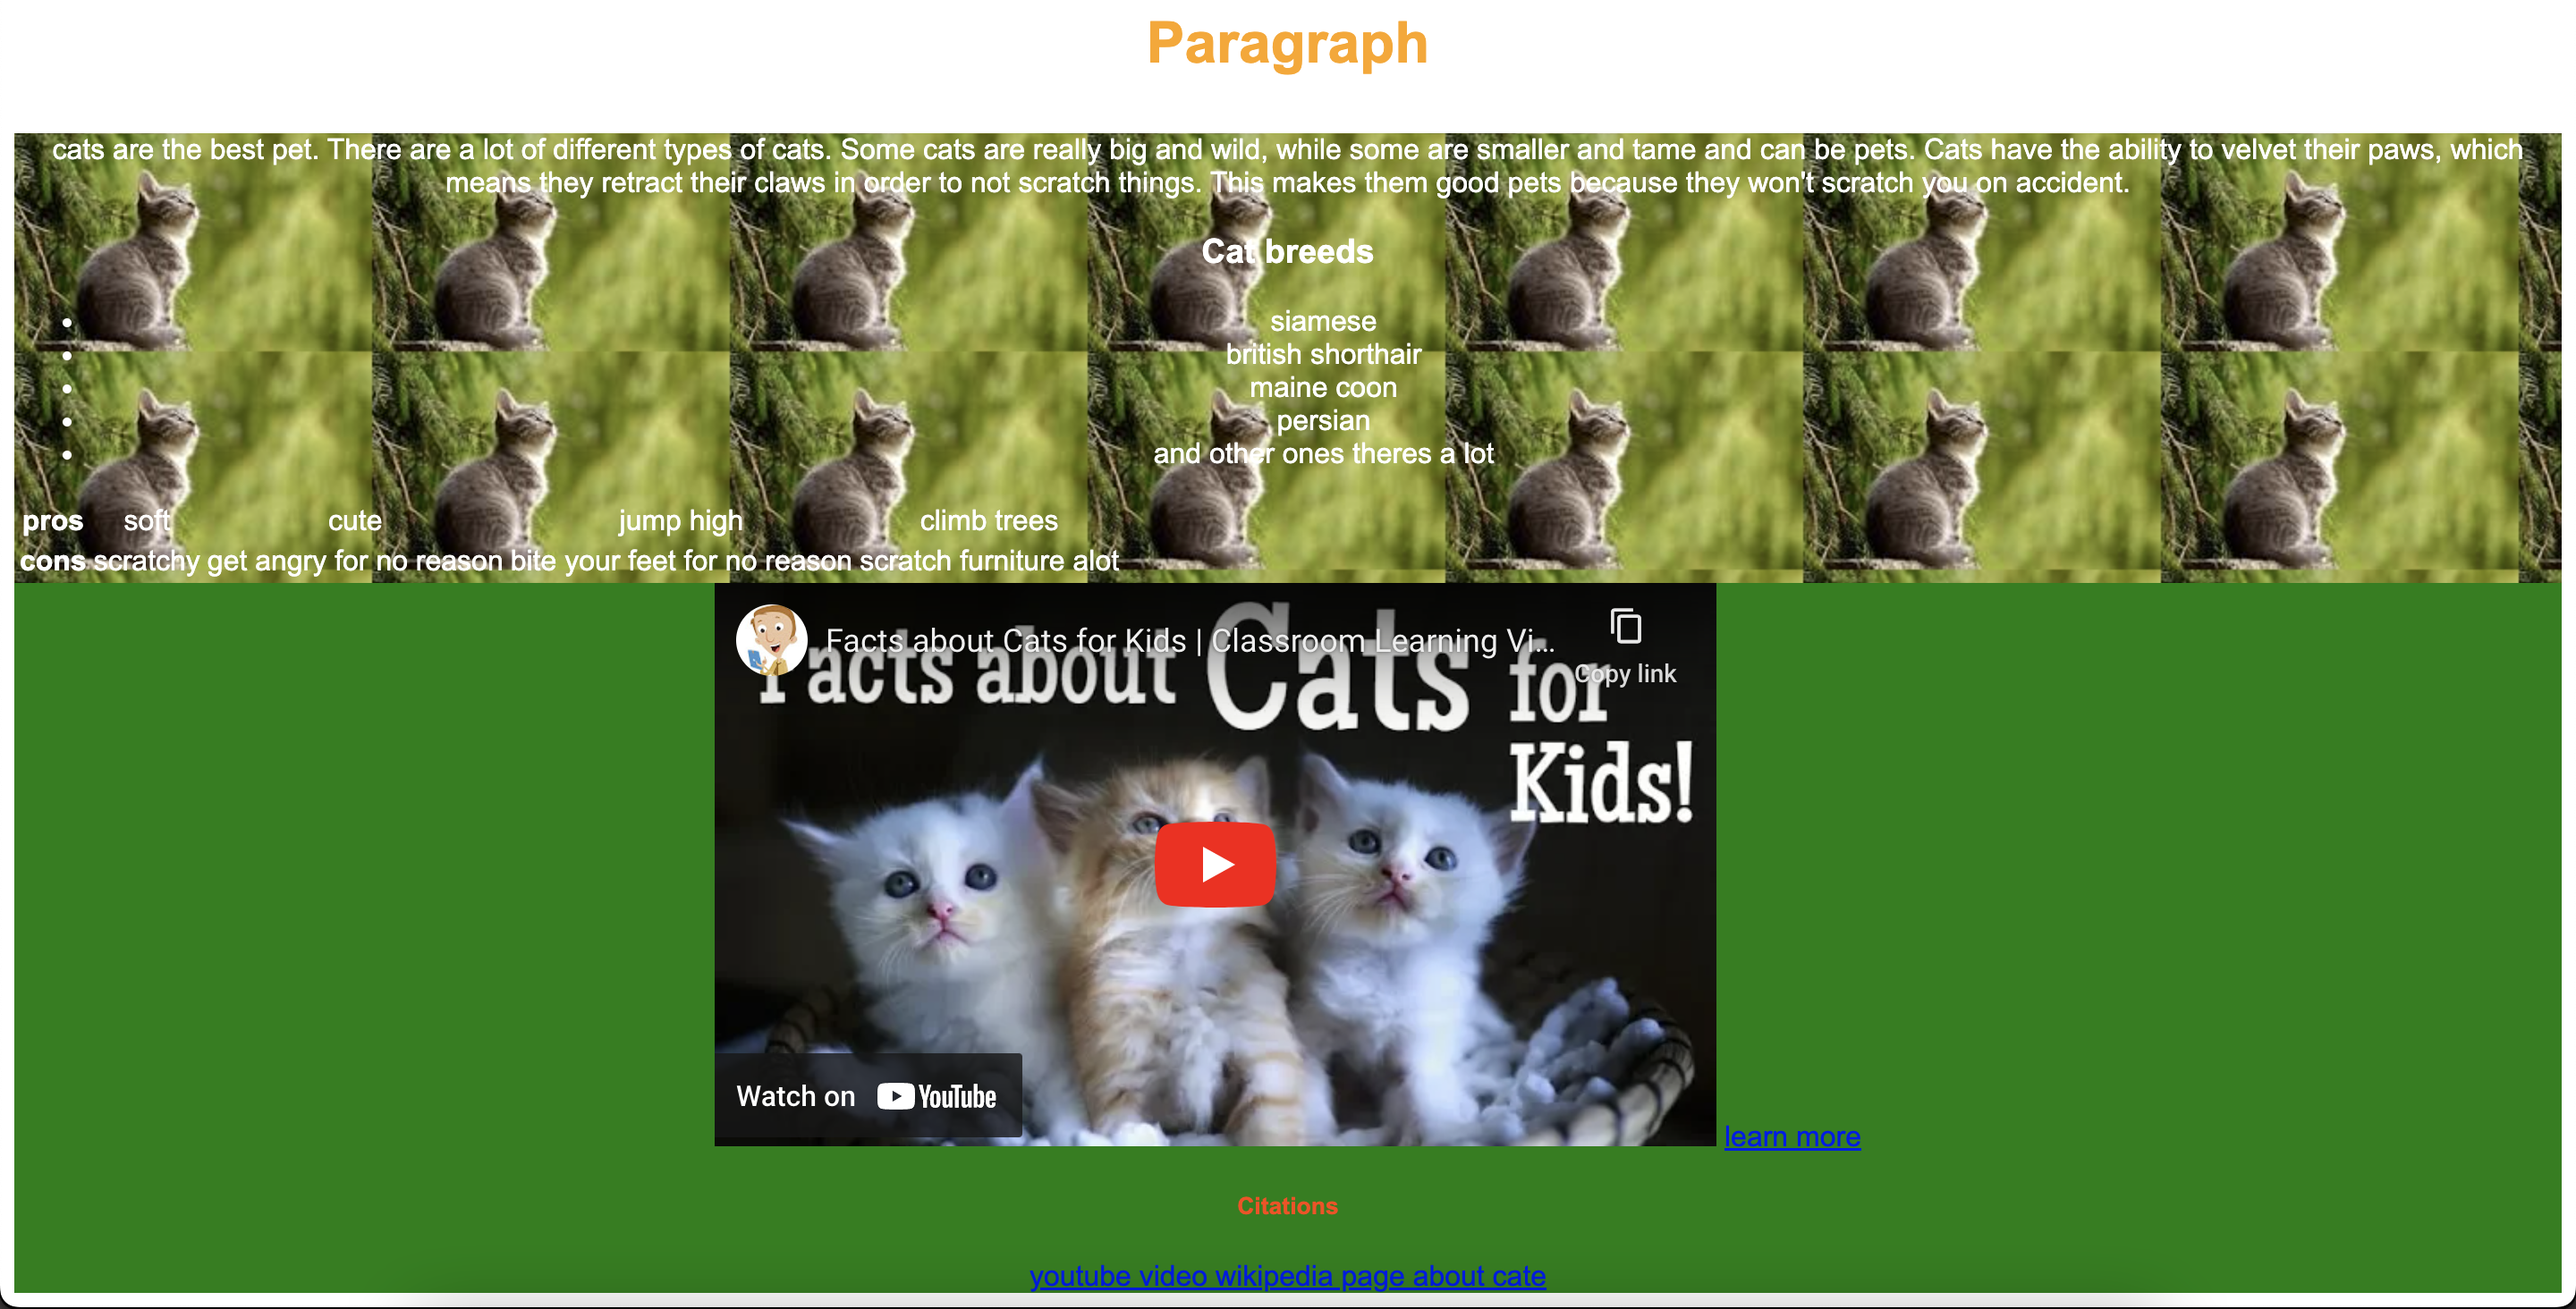 Paragraph
cats are the best pet. There are a lot of different types of cats. Some cats are really big and wild, while some are smaller and tame and can be pets. Cats have the ability to velvet their paws, which
means they retract their claws in order to not scratch things. This makes them good pets because they won't scratch you on accident.
Cat breeds
siamese
british shorthair
maine coon
persian
and other ones theres a lot
pros soft cute jump high climb trees
cons scratchy get angry for no reason bite your feet for no reason scratch furniture alot
Facts about Cats for Kids | Classroom Learning Vi...
Copy link
Facts about Cats for
Kids!
Watch on YouTube
learn more
Citations
youtube video wikipedia page about cate